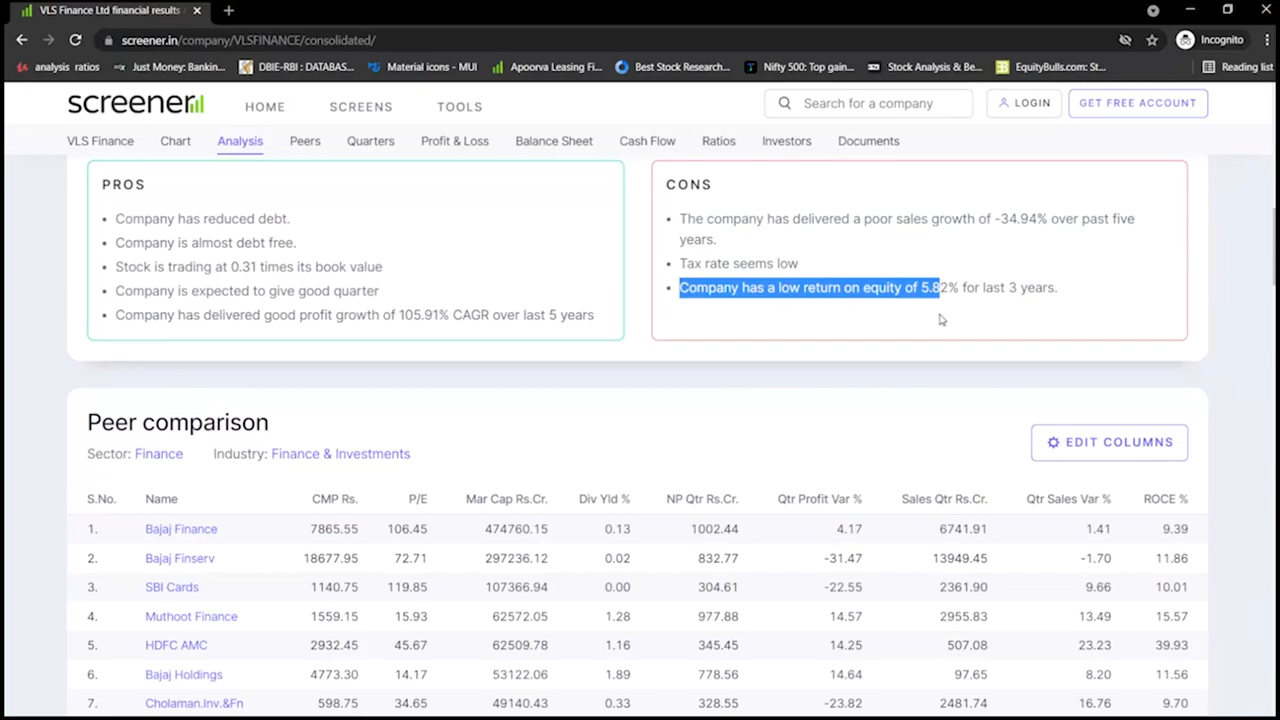 VLS Finance Ltd financial results
screener.in/company/VLSFINANCE/consolidated/
Incognito
analysis ratios
Just Money: Bankin...
DBIE-RBI : DATABAS...
Material icons - MUI
Apoorva Leasing Fi...
Best Stock Research...
Nifty 500: Top gain...
Stock Analysis & Be...
EquityBulls.com: St...
Reading list
screener
HOME
SCREENS
TOOLS
Search for a company
LOGIN
GET FREE ACCOUNT
VLS Finance
Chart
Analysis
Peers
Quarters
Profit & Loss
Balance Sheet
Cash Flow
Ratios
Investors
Documents
PROS
Company has reduced debt.
Company is almost debt free.
Stock is trading at 0.31 times its book value
Company is expected to give good quarter
Company has delivered good profit growth of 105.91% CAGR over last 5 years
CONS
The company has delivered a poor sales growth of -34.94% over past five
years.
Tax rate seems low
Company has a low return on equity of 5.82% for last 3 years.
Peer comparison
Sector: Finance Industry: Finance & Investments
EDIT COLUMNS
S.No. Name CMP Rs. P/E Mar Cap Rs.Cr. Div Yld % NP Qtr Rs.Cr. Qtr Profit Var % Sales Qtr Rs.Cr. Qtr Sales Var % ROCE %
1. Bajaj Finance 7865.55 106.45 474760.15 0.13 1002.44 4.17 6741.91 1.41 9.39
2. Bajaj Finserv 18677.95 72.71 297236.12 0.02 832.77 -31.47 13949.45 -1.70 11.86
3. SBI Cards 1140.75 119.85 107366.94 0.00 304.61 -22.55 2361.90 9.66 10.01
4. Muthoot Finance 1559.15 15.93 62572.05 1.28 977.88 14.57 2955.83 13.49 15.57
5. HDFC AMC 2932.45 45.67 62509.78 1.16 345.45 14.25 507.08 23.23 39.93
6. Bajaj Holdings 4773.30 14.17 53122.06 1.89 778.56 14.64 97.65 8.20 11.56
7. Cholaman.Inv.&Fn 598.75 34.65 49140.43 0.33 328.55 -23.82 2481.74 16.76 9.70